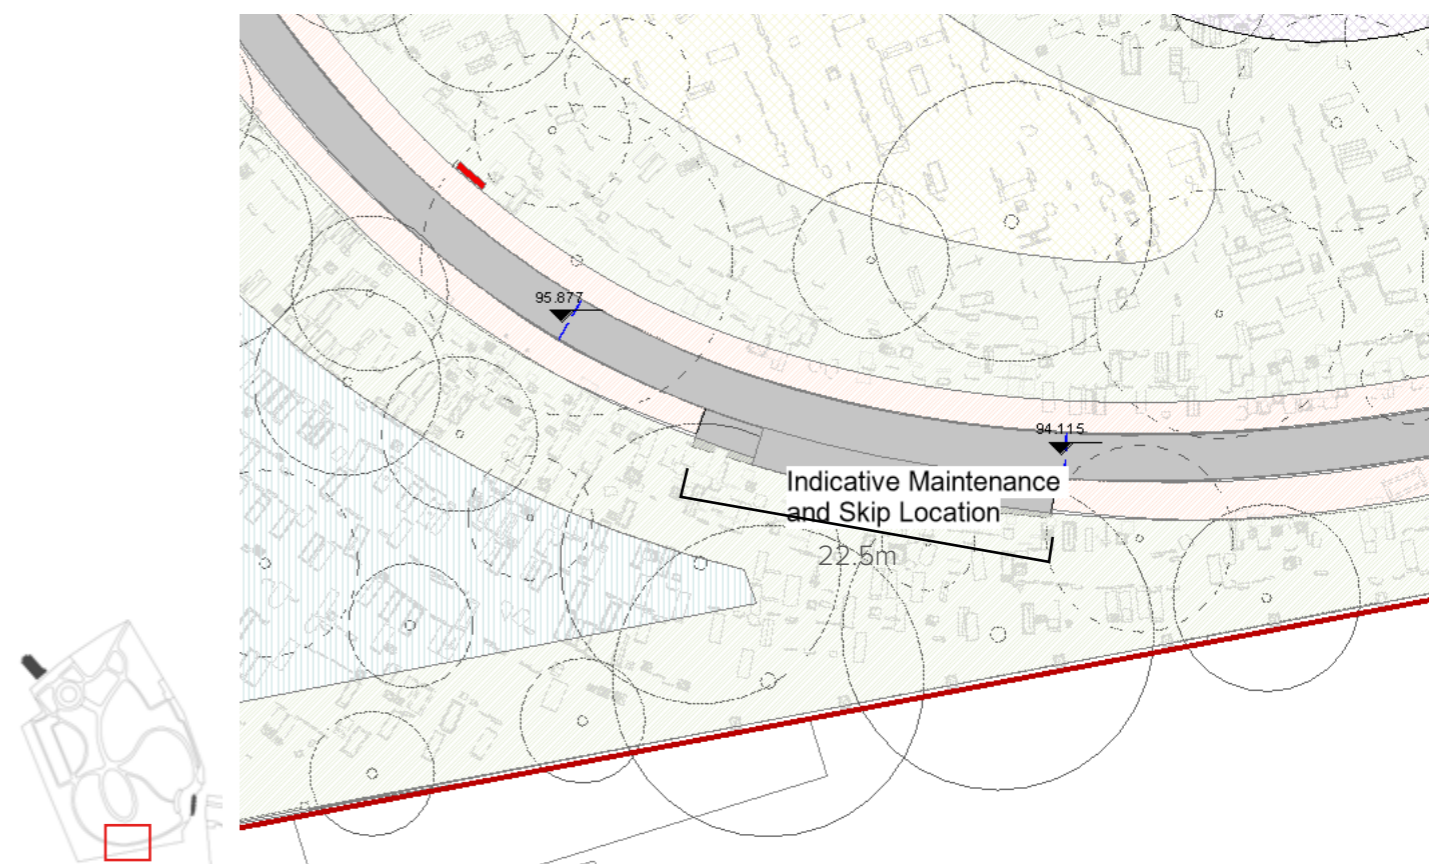 95.877
94.115
Indicative Maintenance
and Skip Location
22.5m